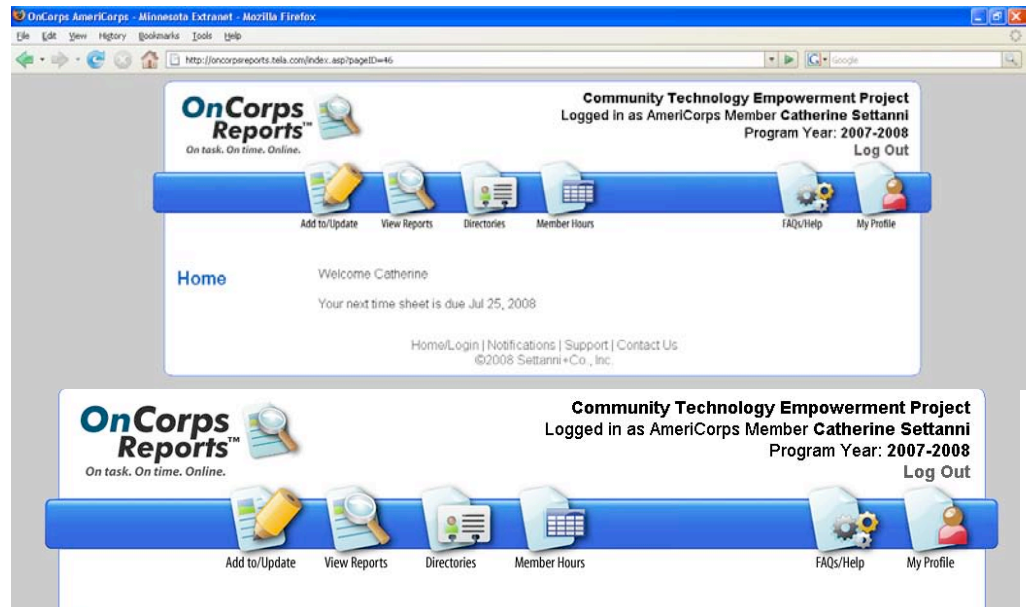 OnCorps AmeriCorps - Minnesota Extranet - Mozilla Firefox
File Edit View History Bookmarks Tools Help
http://oncorpsreports.tela.com/index.asp?pageID=46
Google
OnCorps
Reports™
On task. On time. Online.
Community Technology Empowerment Project
Logged in as AmeriCorps Member Catherine Settanni
Program Year: 2007-2008
Log Out
Add to/Update View Reports Directories Member Hours FAQs/Help My Profile
Home
Welcome Catherine
Your next time sheet is due Jul 25, 2008
Home/Login | Notifications | Support | Contact Us
©2008 Settanni+Co., Inc.
OnCorps
Reports™
On task. On time. Online.
Community Technology Empowerment Project
Logged in as AmeriCorps Member Catherine Settanni
Program Year: 2007-2008
Log Out
Add to/Update View Reports Directories Member Hours FAQs/Help My Profile